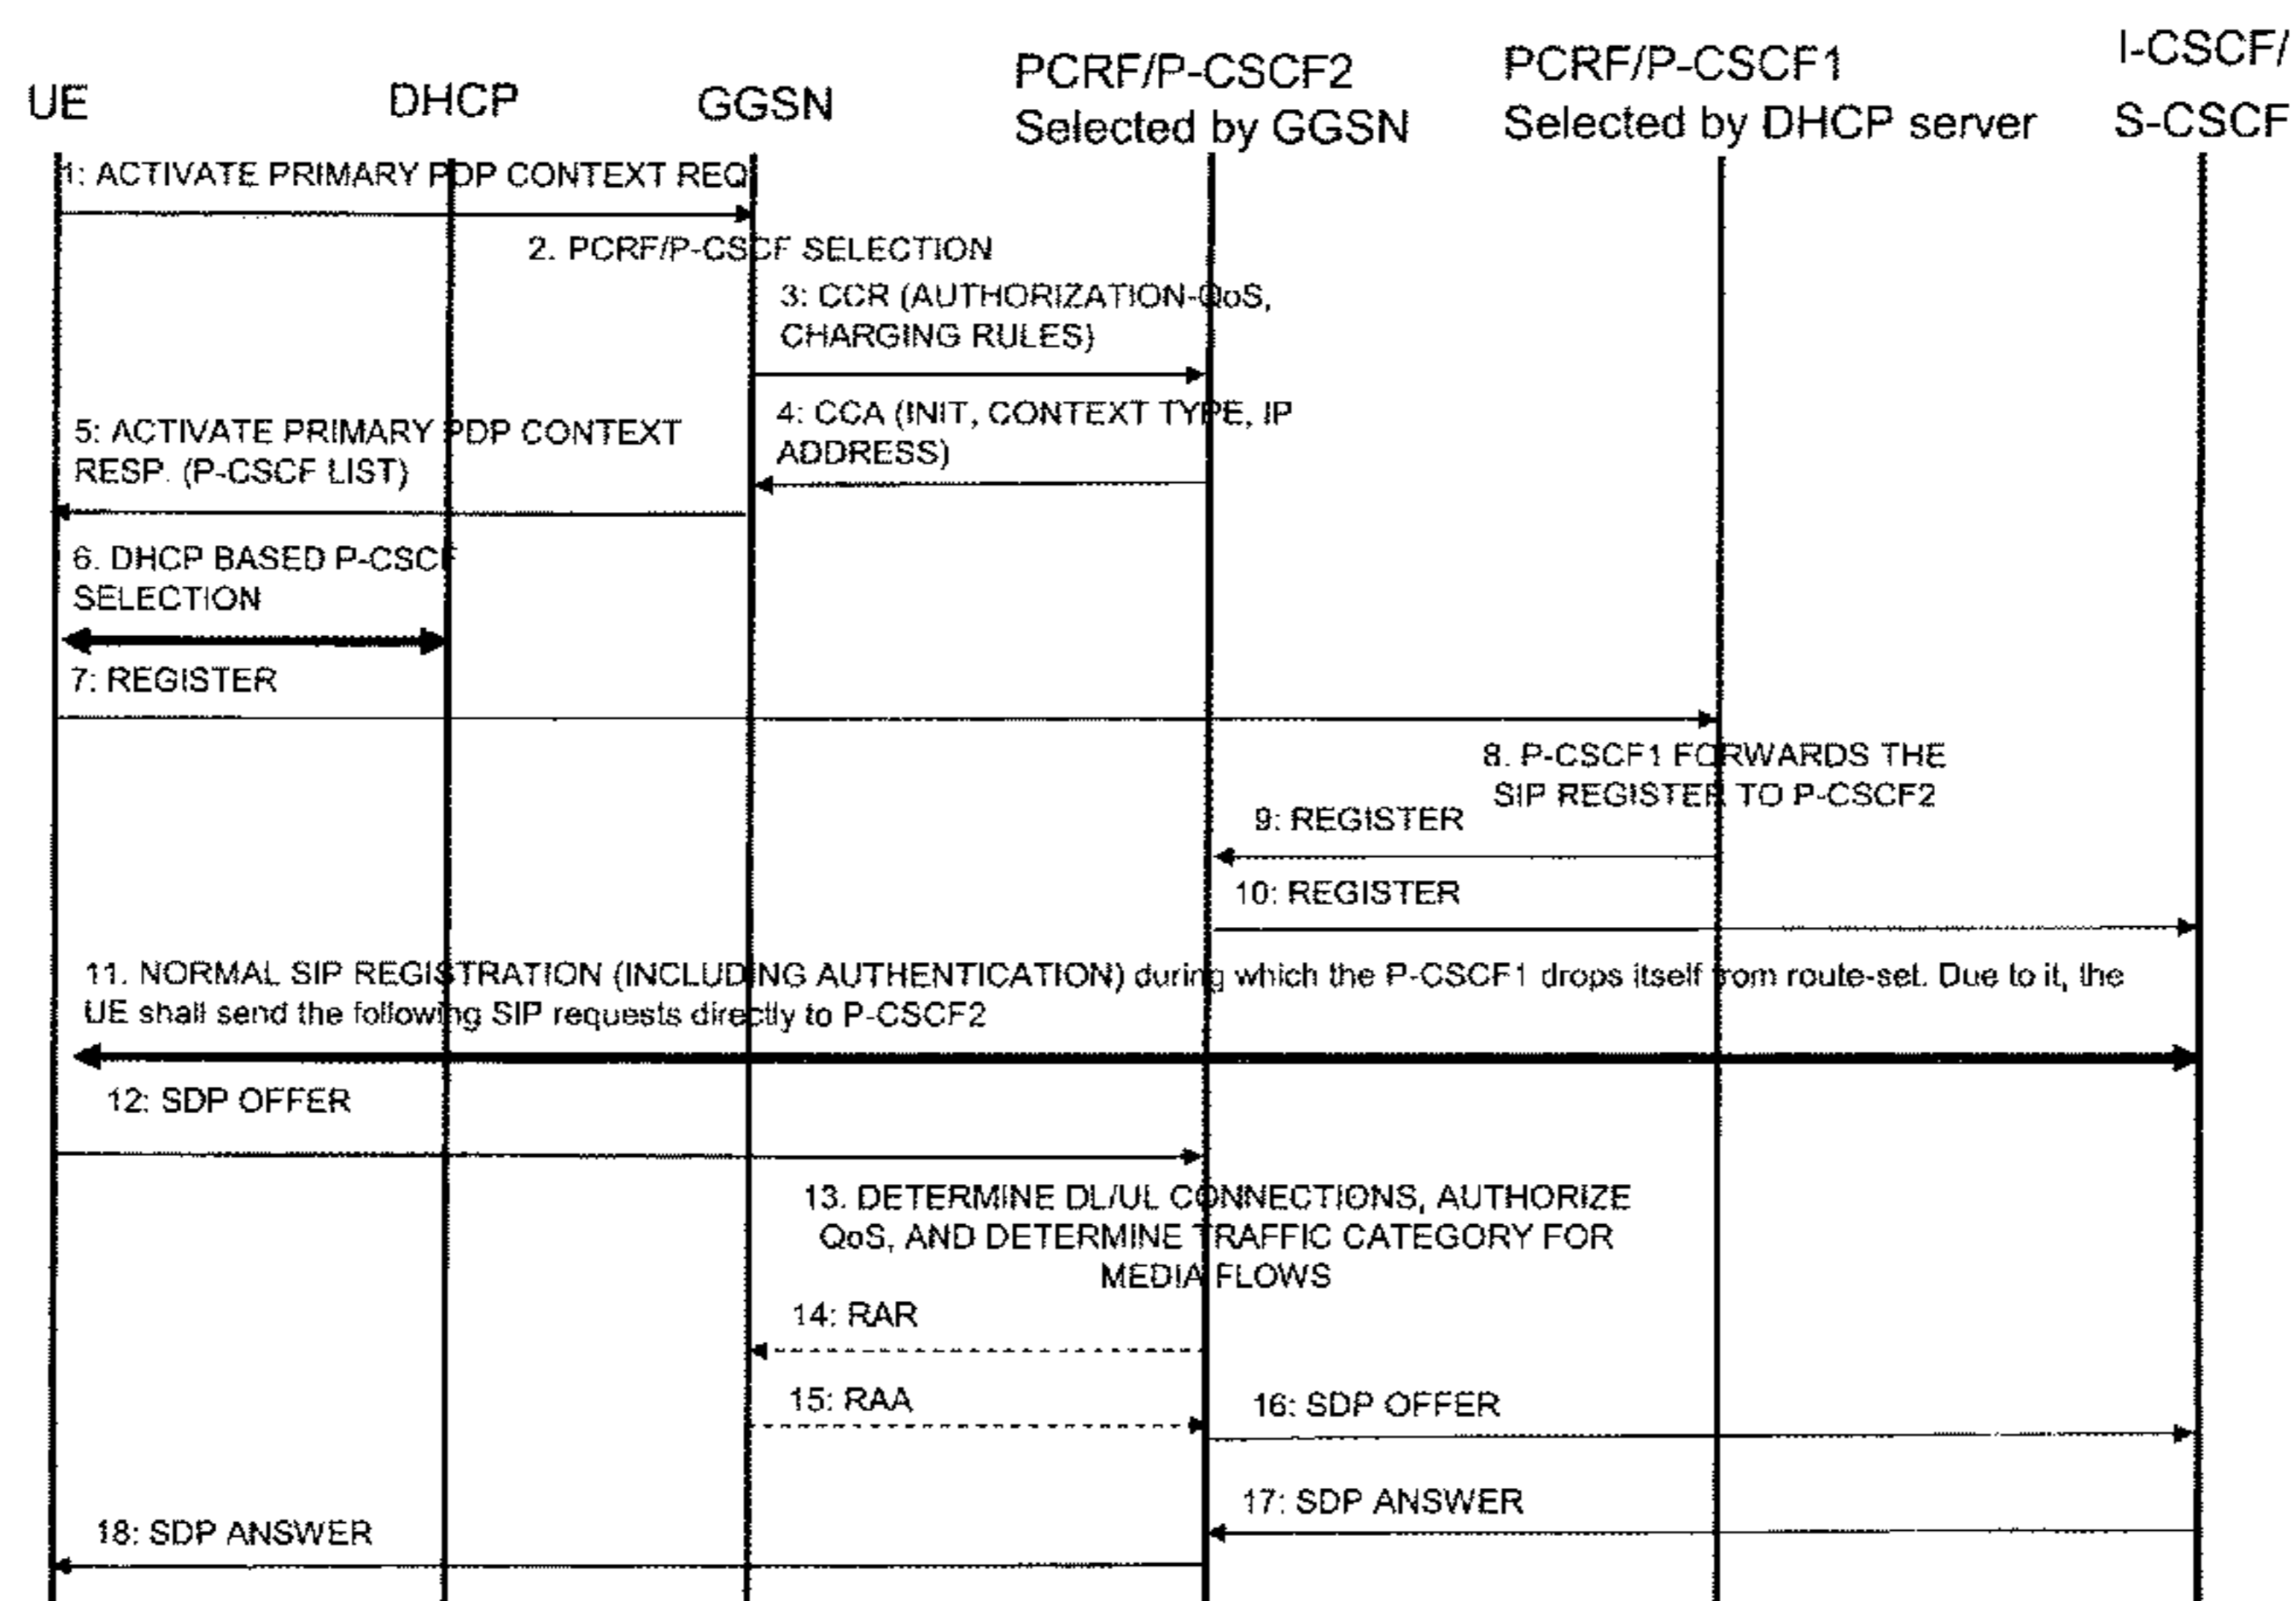 UE
DHCP
GGSN
PCRF/P-CSCF2
Selected by GGSN
PCRF/P-CSCF1
Selected by DHCP server
I-CSCF/
S-CSCF
1: ACTIVATE PRIMARY PDP CONTEXT REQ
2. PCRF/P-CSCF SELECTION
3: CCR (AUTHORIZATION-QoS,
CHARGING RULES)
4: CCA (INIT, CONTEXT TYPE, IP
ADDRESS)
5: ACTIVATE PRIMARY PDP CONTEXT
RESP. (P-CSCF LIST)
6. DHCP BASED P-CSCF
SELECTION
7: REGISTER
8. P-CSCF1 FORWARDS THE
SIP REGISTER TO P-CSCF2
9: REGISTER
10: REGISTER
11. NORMAL SIP REGISTRATION (INCLUDING AUTHENTICATION) during which the P-CSCF1 drops itself from route-set. Due to it, the
UE shall send the following SIP requests directly to P-CSCF2
12: SDP OFFER
13. DETERMINE DL/UL CONNECTIONS, AUTHORIZE
QoS, AND DETERMINE TRAFFIC CATEGORY FOR
MEDIA FLOWS
14: RAR
15: RAA
16: SDP OFFER
17: SDP ANSWER
18: SDP ANSWER